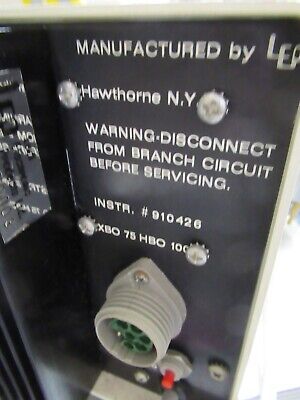 MANUFACTURED by LEP
Hawthorne N.Y
WARNING-DISCONNECT
FROM BRANCH CIRCUIT
BEFORE SERVICING.
INSTR. # 910426
XBO 75 HBO 100